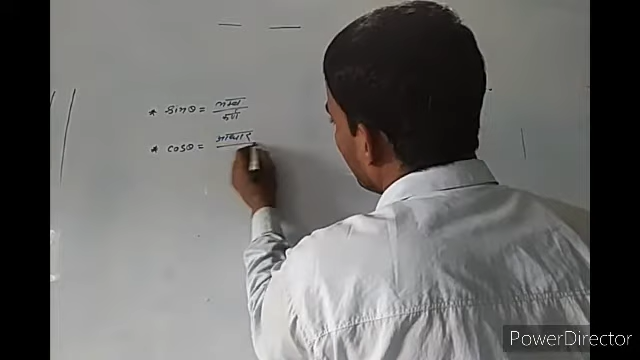 * sinθ = लम्ब / कर्ण
* cosθ = आधार
PowerDirector